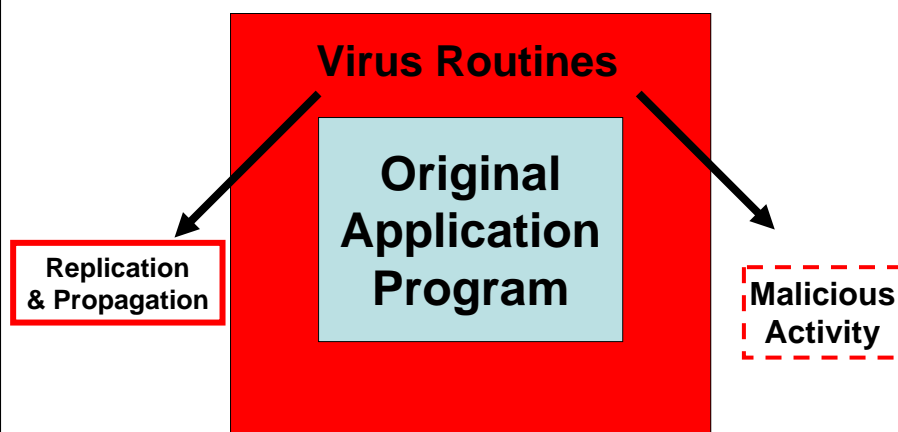 Virus Routines
Original
Application
Program
Replication
& Propagation
Malicious
Activity